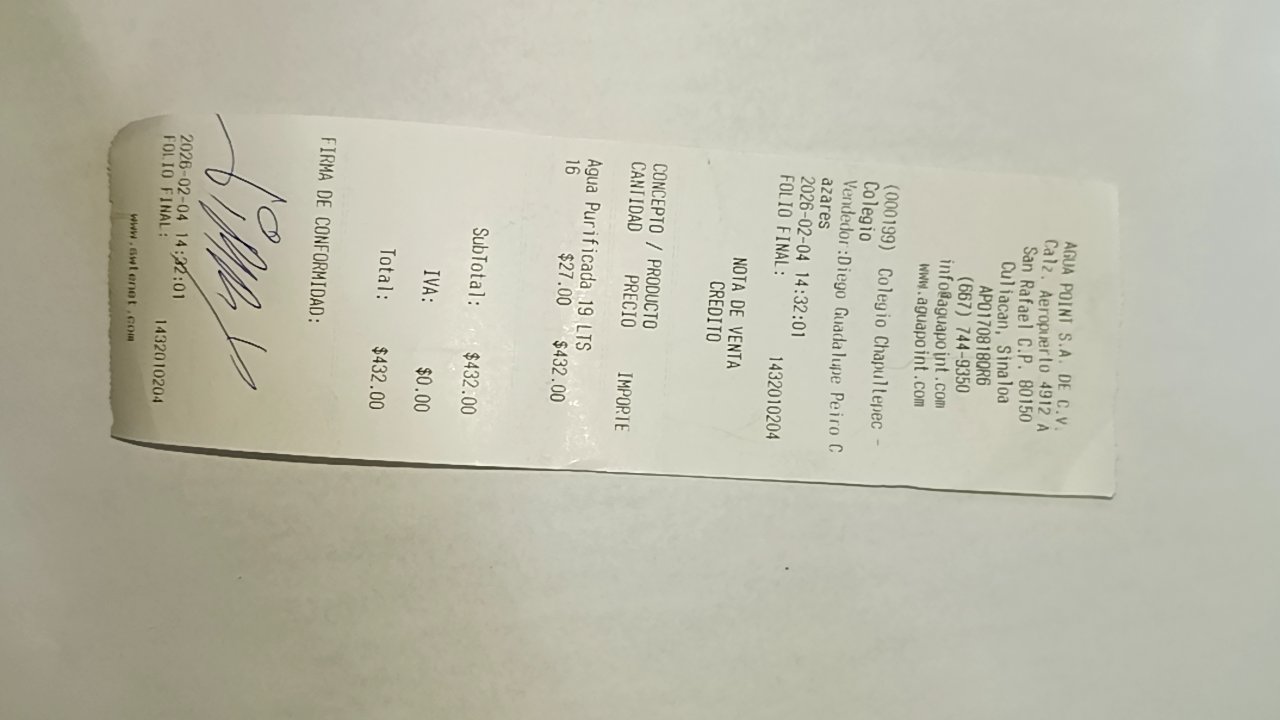 AGUA POINT S.A. DE C.V.
Calz. Aeropuerto 4912 A
San Rafael C.P. 80150
Culiacan, Sinaloa
APO170818QR6
(667) 744-9350
info@aguapoint.com
www.aguapoint.com
(000199) Colegio Chapultepec -
Colegio
Vendedor:Diego Guadalupe Peiro C
azares
2026-02-04 14:32:01
FOLIO FINAL: 1432010204
NOTA DE VENTA
CREDITO
CONCEPTO / PRODUCTO
CANTIDAD PRECIO IMPORTE
Agua Purificada 19 LTS
16 $27.00 $432.00
SubTotal: $432.00
IVA: $0.00
Total: $432.00
FIRMA DE CONFORMIDAD:
2026-02-04 14:32:01
FOLIO FINAL: 1432010204
www.awtenet.com